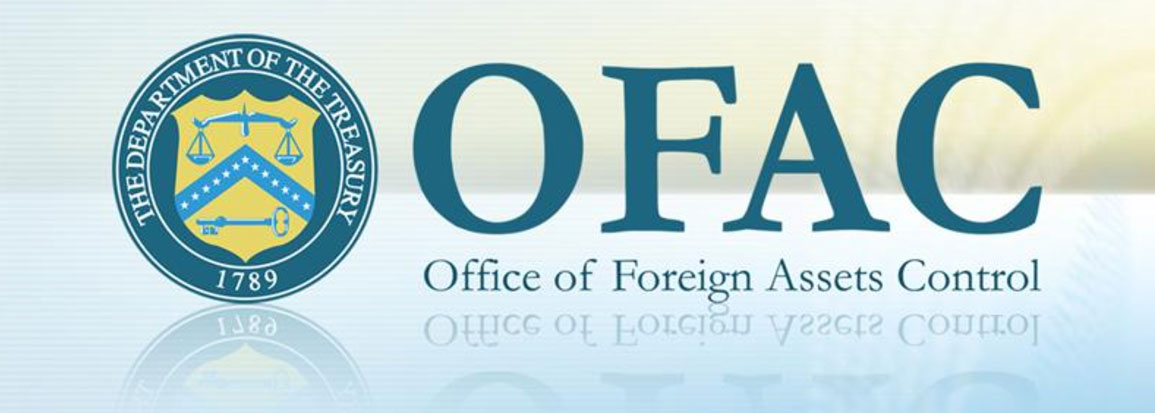 THE DEPARTMENT OF THE TREASURY
1789
OFAC
Office of Foreign Assets Control